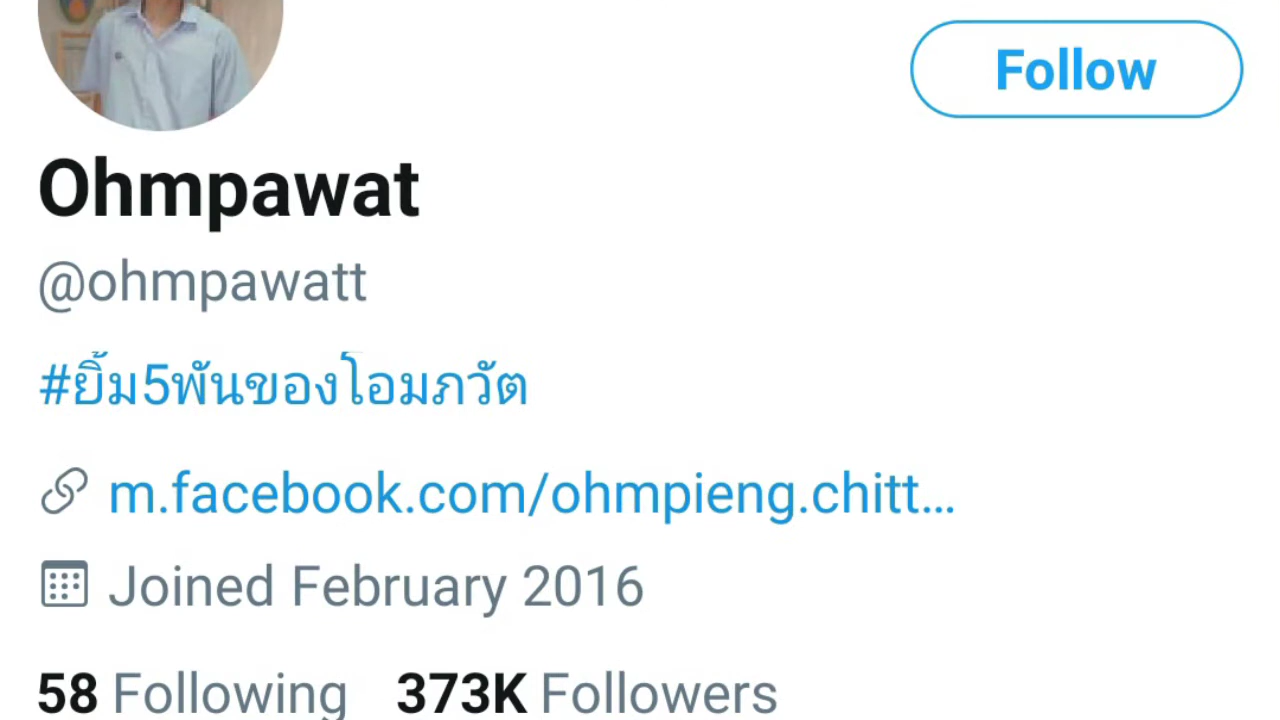 Follow
Ohmpawat
@ohmpawatt
#ยิ้ม5พันของโอมภวัต
m.facebook.com/ohmpieng.chitt...
Joined February 2016
58 Following 373K Followers